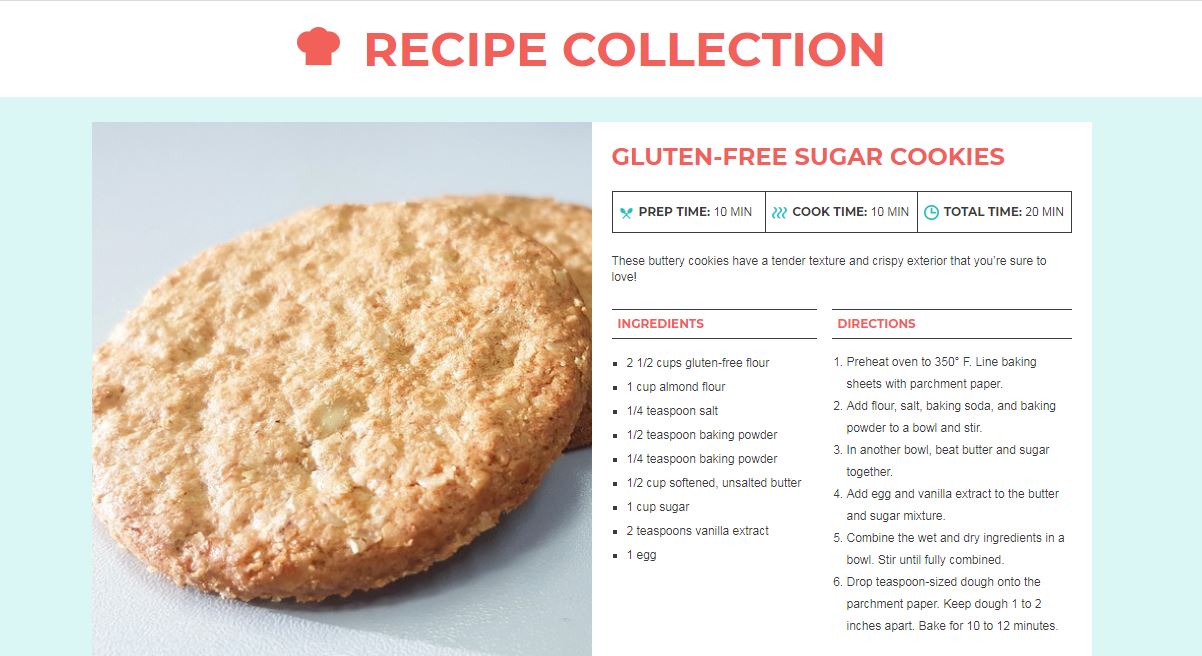 RECIPE COLLECTION
GLUTEN-FREE SUGAR COOKIES
PREP TIME: 10 MIN
COOK TIME: 10 MIN
TOTAL TIME: 20 MIN
These buttery cookies have a tender texture and crispy exterior that you're sure to
love!
INGREDIENTS
2 1/2 cups gluten-free flour
1 cup almond flour
1/4 teaspoon salt
1/2 teaspoon baking powder
1/4 teaspoon baking powder
1/2 cup softened, unsalted butter
1 cup sugar
2 teaspoons vanilla extract
1 egg
DIRECTIONS
1. Preheat oven to 350° F. Line baking
sheets with parchment paper.
2. Add flour, salt, baking soda, and baking
powder to a bowl and stir.
3. In another bowl, beat butter and sugar
together.
4. Add egg and vanilla extract to the butter
and sugar mixture.
5. Combine the wet and dry ingredients in a
bowl. Stir until fully combined.
6. Drop teaspoon-sized dough onto the
parchment paper. Keep dough 1 to 2
inches apart. Bake for 10 to 12 minutes.